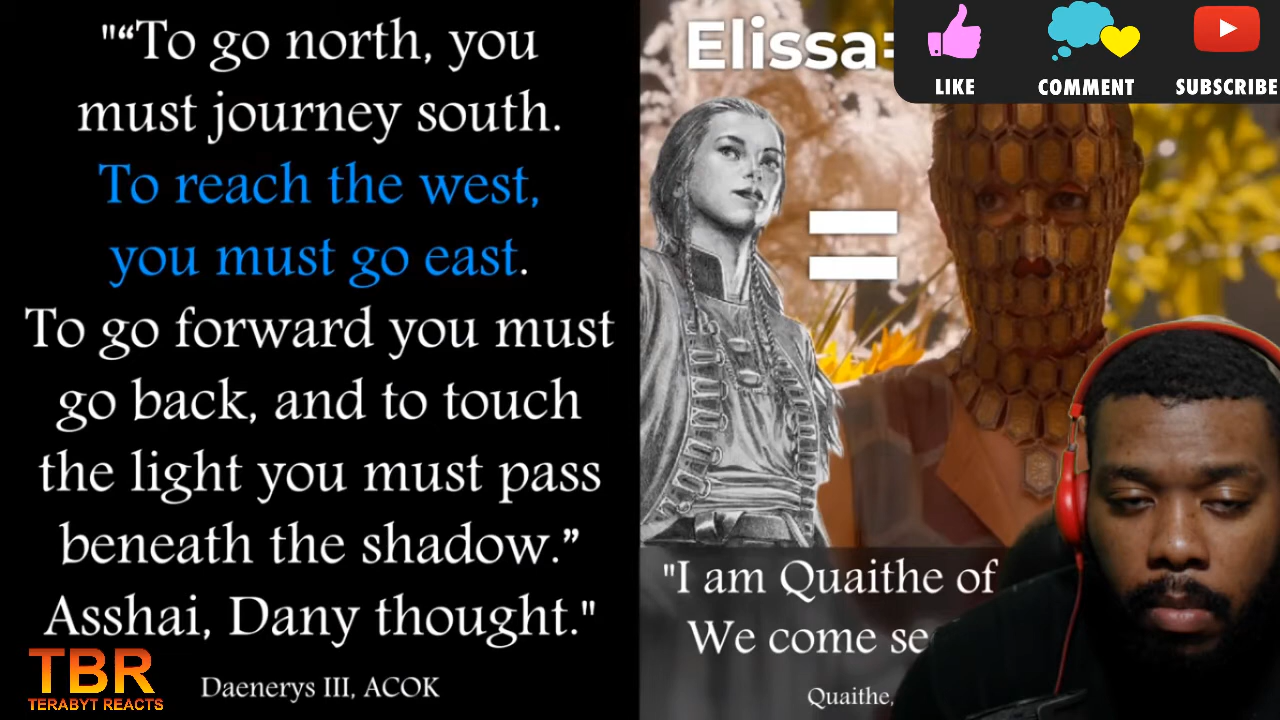 "“To go north, you
must journey south.
To reach the west,
you must go east.
To go forward you must
go back, and to touch
the light you must pass
beneath the shadow.”
Asshai, Dany thought."
Daenerys III, ACOK
TBR
TERABYT REACTS
Elissa=
=
"I am Quaithe of
We come se
Quaithe,
LIKE
COMMENT
SUBSCRIBE